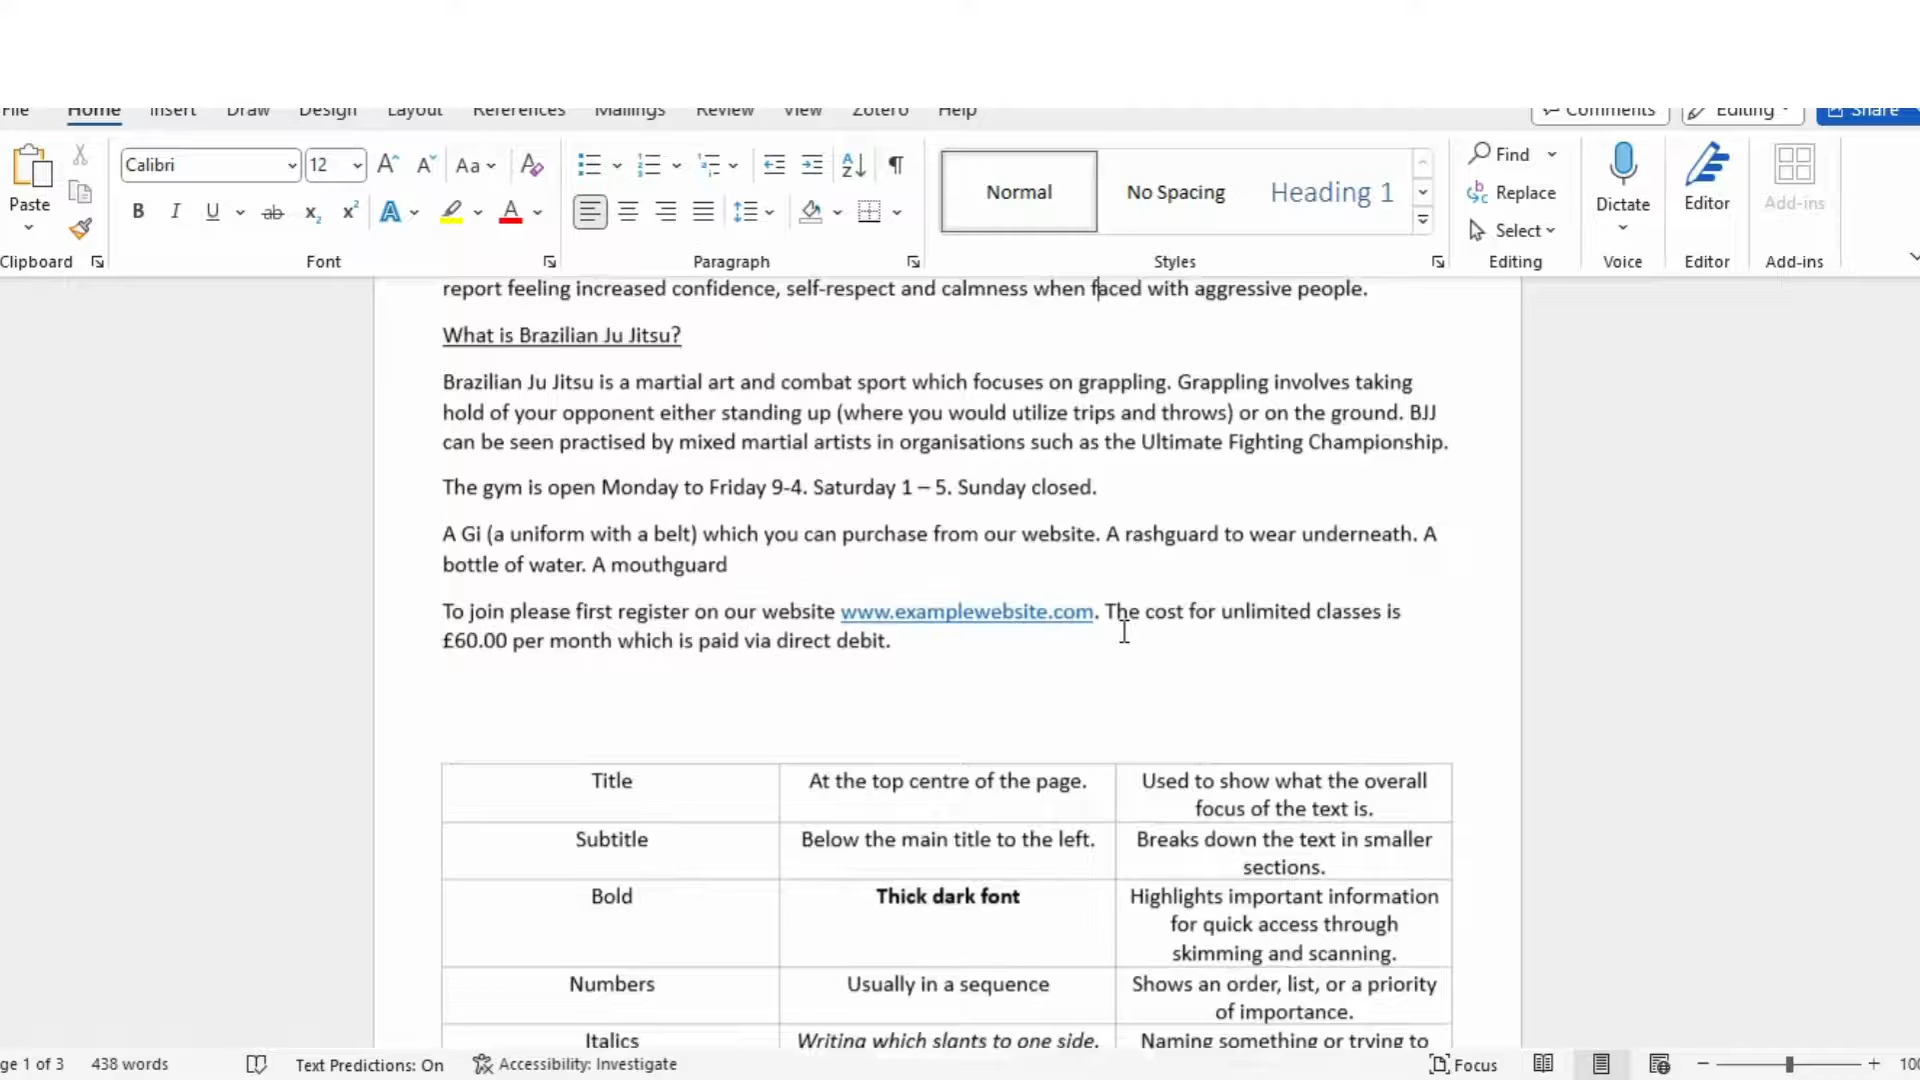 File Home Insert Draw Design Layout References Mailings Review View Zotero Help Comments Editing Share
Calibri 12 Aa
Find
Normal No Spacing Heading 1
Replace
Paste
Dictate Editor Add-ins
B I U ab x2 x2 A A
Select
Clipboard Font Paragraph Styles Editing Voice Editor Add-ins
report feeling increased confidence, self-respect and calmness when faced with aggressive people.
What is Brazilian Ju Jitsu?
Brazilian Ju Jitsu is a martial art and combat sport which focuses on grappling. Grappling involves taking
hold of your opponent either standing up (where you would utilize trips and throws) or on the ground. BJJ
can be seen practised by mixed martial artists in organisations such as the Ultimate Fighting Championship.
The gym is open Monday to Friday 9-4. Saturday 1 – 5. Sunday closed.
A Gi (a uniform with a belt) which you can purchase from our website. A rashguard to wear underneath. A
bottle of water. A mouthguard
To join please first register on our website www.examplewebsite.com. The cost for unlimited classes is
£60.00 per month which is paid via direct debit.
Title At the top centre of the page. Used to show what the overall
focus of the text is.
Subtitle Below the main title to the left. Breaks down the text in smaller
sections.
Bold Thick dark font Highlights important information
for quick access through
skimming and scanning.
Numbers Usually in a sequence Shows an order, list, or a priority
of importance.
Italics Writing which slants to one side. Naming something or trying to
ge 1 of 3 438 words Text Predictions: On Accessibility: Investigate Focus 100